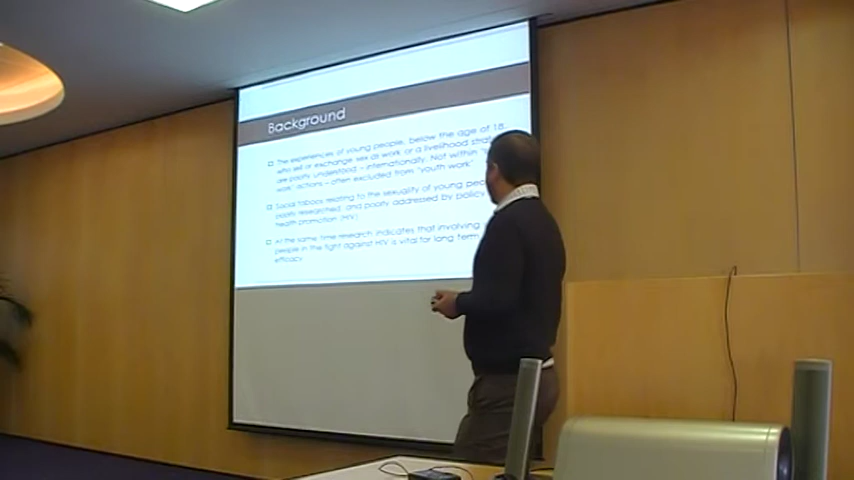 Background
The experiences of young people, below the age of 18,
who sell or exchange sex as work or a livelihood
are poorly understood – internationally. Not within
work" actions – often excluded from "youth work"
Social taboos relating to the sexuality of young
poorly researched, and poorly addressed by policy
health promotion (HIV)
At the same time research indicates that involving
people in the fight against HIV is vital for long term
efficacy.